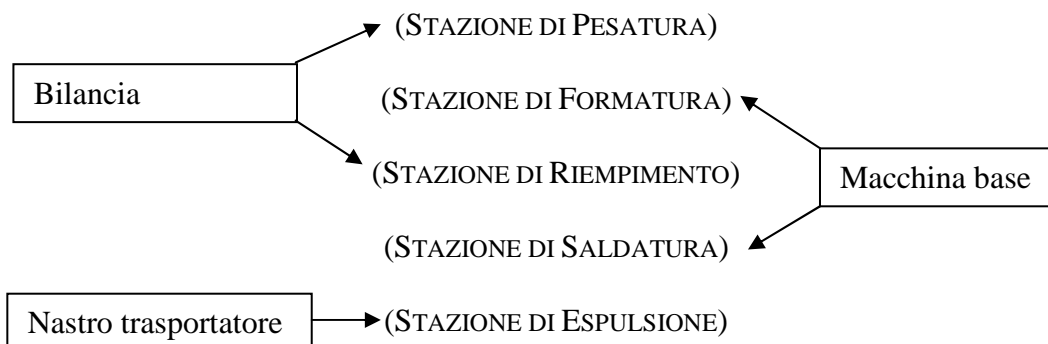 (STAZIONE DI PESATURA)
Bilancia
(STAZIONE DI FORMATURA)
(STAZIONE DI RIEMPIMENTO)
Macchina base
(STAZIONE DI SALDATURA)
Nastro trasportatore
(STAZIONE DI ESPULSIONE)